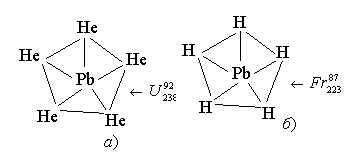 He
He He
Pb
He He
← U 92 238
а)
H
H H
Pb
H H
← Fr 87 223
б)